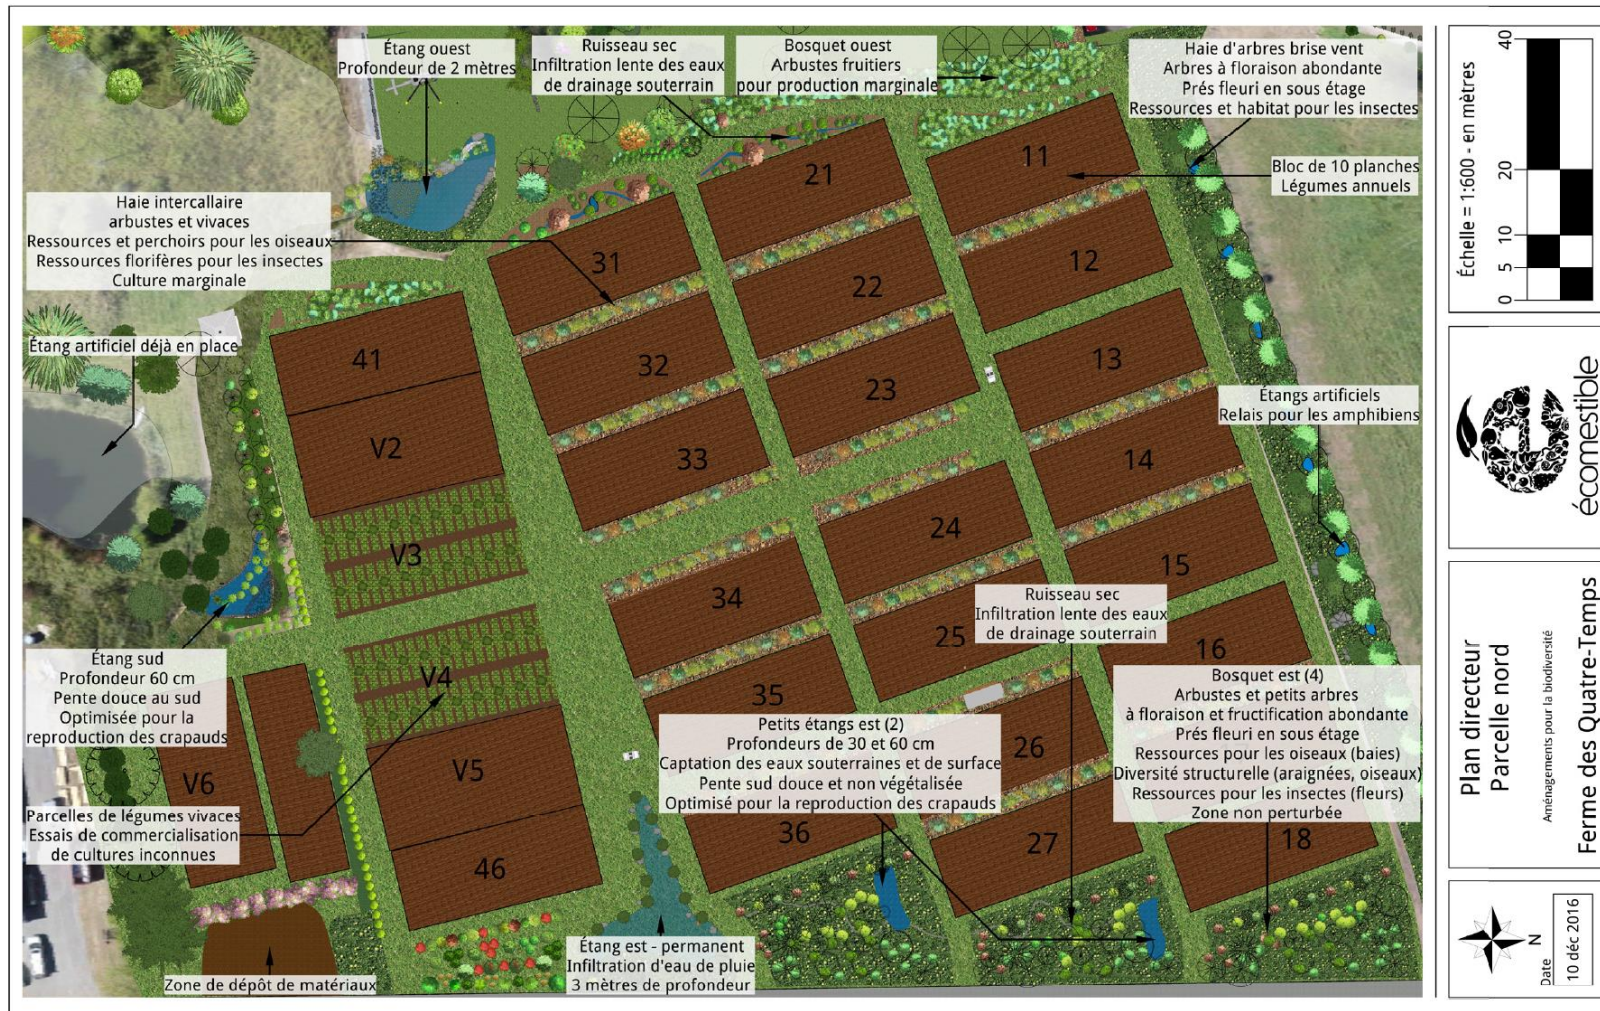 Étang ouest
Profondeur de 2 mètres
Ruisseau sec
Infiltration lente des eaux
de drainage souterrain
Bosquet ouest
Arbustes fruitiers
pour production marginale
Haie d'arbres brise vent
Arbres à floraison abondante
Prés fleuri en sous étage
Ressources et habitat pour les insectes
Bloc de 10 planches
Légumes annuels
Haie intercallaire
arbustes et vivaces
Ressources et perchoirs pour les oiseaux
Ressources florifères pour les insectes
Culture marginale
Étang artificiel déjà en place
Étangs artificiels
Relais pour les amphibiens
11
21
31
12
22
41
32
13
23
V2
33
14
24
V3
15
34
25
16
V4
35
V5
26
V6
36
27
18
46
Ruisseau sec
Infiltration lente des eaux
de drainage souterrain
Étang sud
Profondeur 60 cm
Pente douce au sud
Optimisée pour la
reproduction des crapauds
Petits étangs est (2)
Profondeurs de 30 et 60 cm
Captation des eaux souterraines et de surface
Pente sud douce et non végétalisée
Optimisé pour la reproduction des crapauds
Bosquet est (4)
Arbustes et petits arbres
à floraison et fructification abondante
Prés fleuri en sous étage
Ressources pour les oiseaux (baies)
Diversité structurelle (araignées, oiseaux)
Ressources pour les insectes (fleurs)
Zone non perturbée
Parcelles de légumes vivaces
Essais de commercialisation
de cultures inconnues
Zone de dépôt de matériaux
Étang est - permanent
Infiltration d'eau de pluie
3 mètres de profondeur
Échelle = 1:600 - en mètres
0 5 10 20 40
écomestible
Plan directeur
Parcelle nord
Aménagements pour la biodiversité
Ferme des Quatre-Temps
N
Date
10 déc 2016